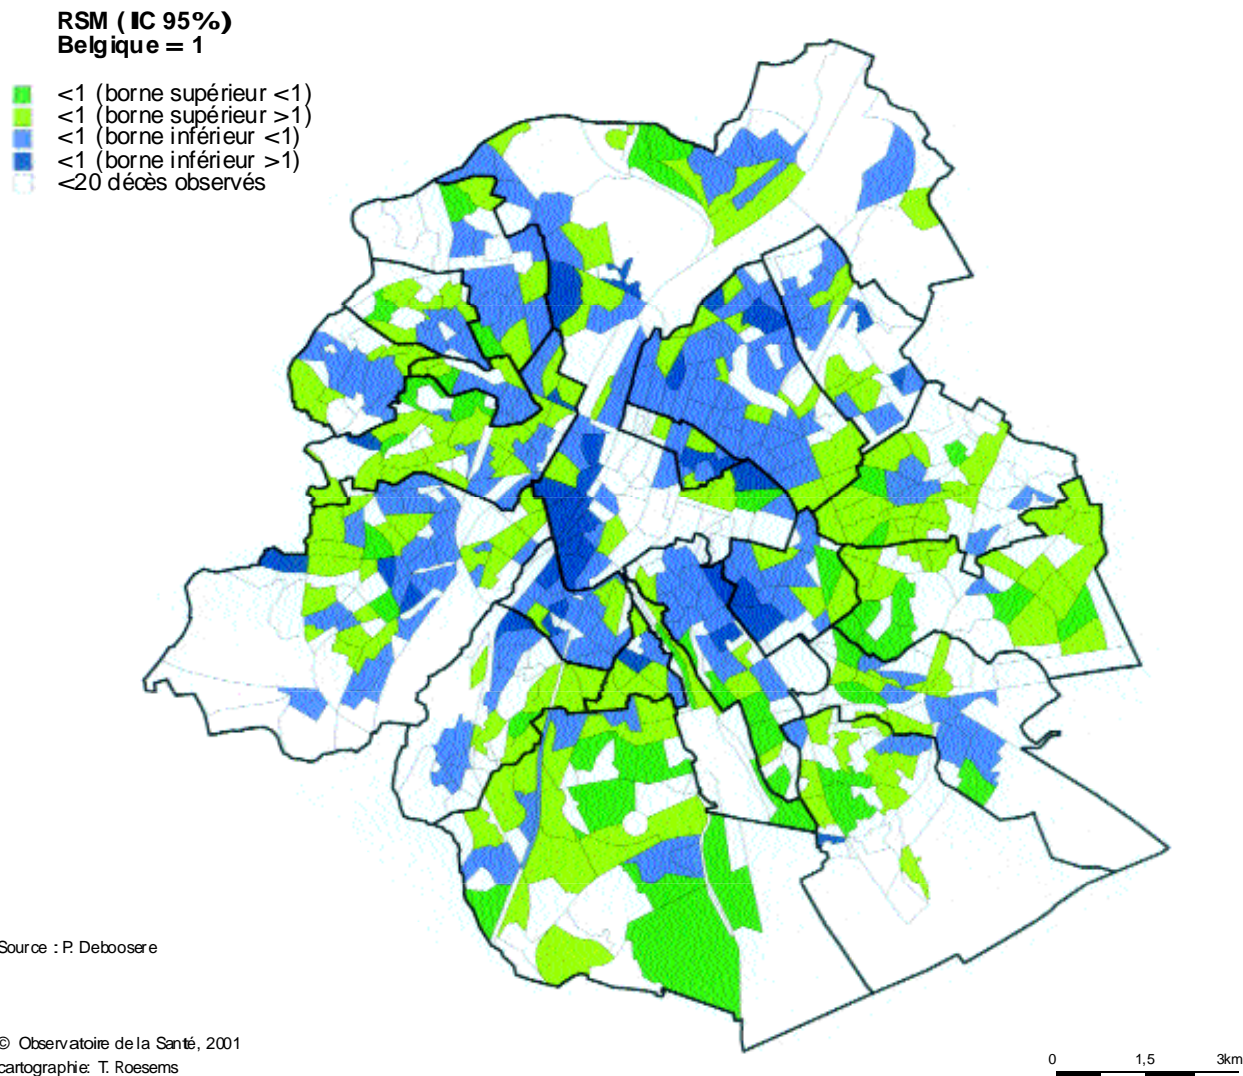 RSM ( IC 95%)
Belgique = 1
<1 (borne supérieur <1)
<1 (borne supérieur >1)
<1 (borne inférieur <1)
<1 (borne inférieur >1)
<20 décès observés
Source : P. Deboosere
© Observatoire de la Santé, 2001
cartographie: T. Roesems
0 1,5 3km